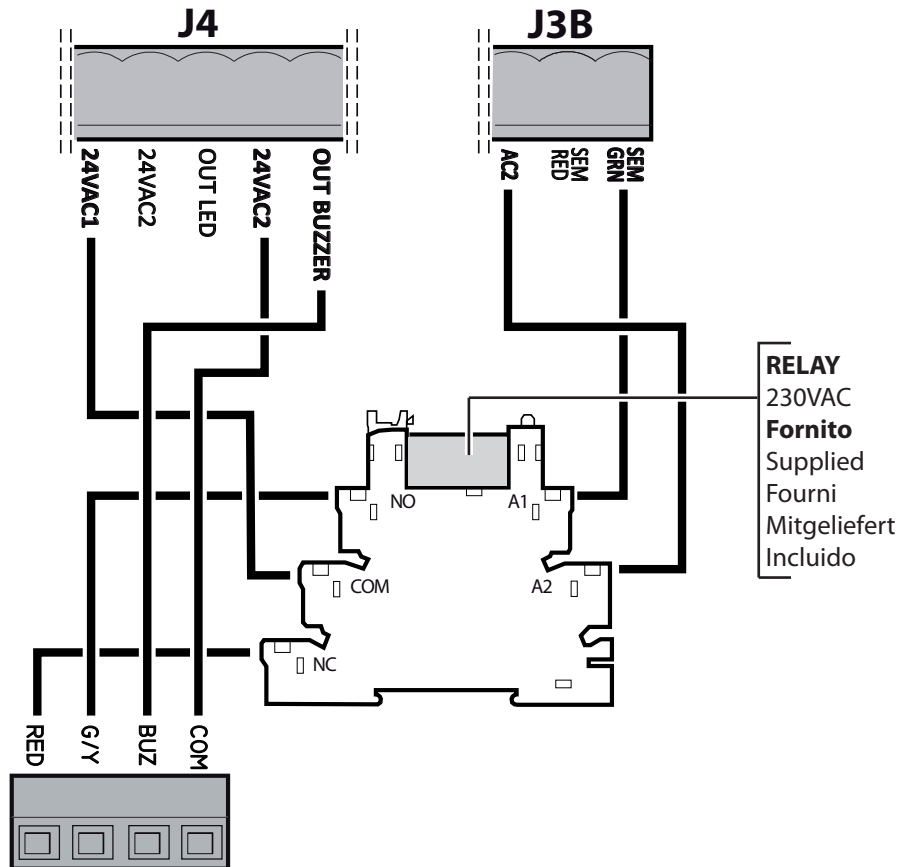 J4
J3B
24VAC1
24VAC2
OUT LED
24VAC2
OUT BUZZER
AC2
SEM
RED
SEM
GRN
RELAY
230VAC
Fornito
Supplied
Fourni
Mitgeliefert
Incluido
NO
A1
COM
A2
NC
RED
G/Y
BUZ
COM